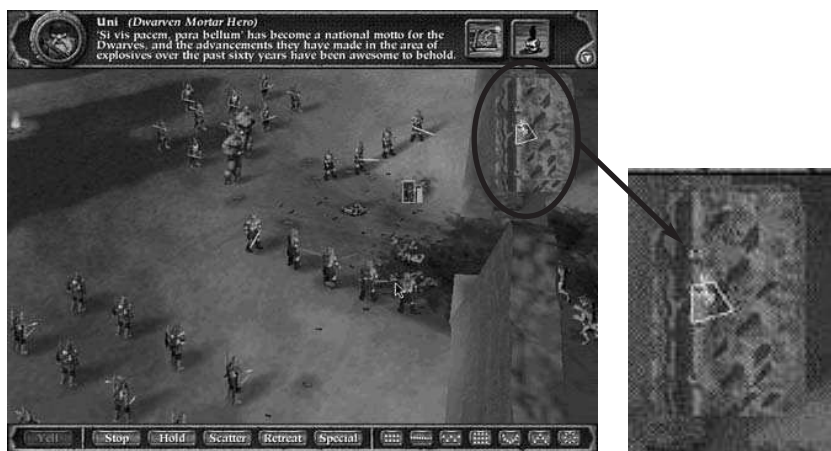 Uni (Dwarven Mortar Hero)
'Si vis pacem, para bellum' has become a national motto for the
Dwarves, and the advancements they have made in the area of
explosives over the past sixty years have been awesome to behold.
Yell Stop Hold Scatter Retreat Special